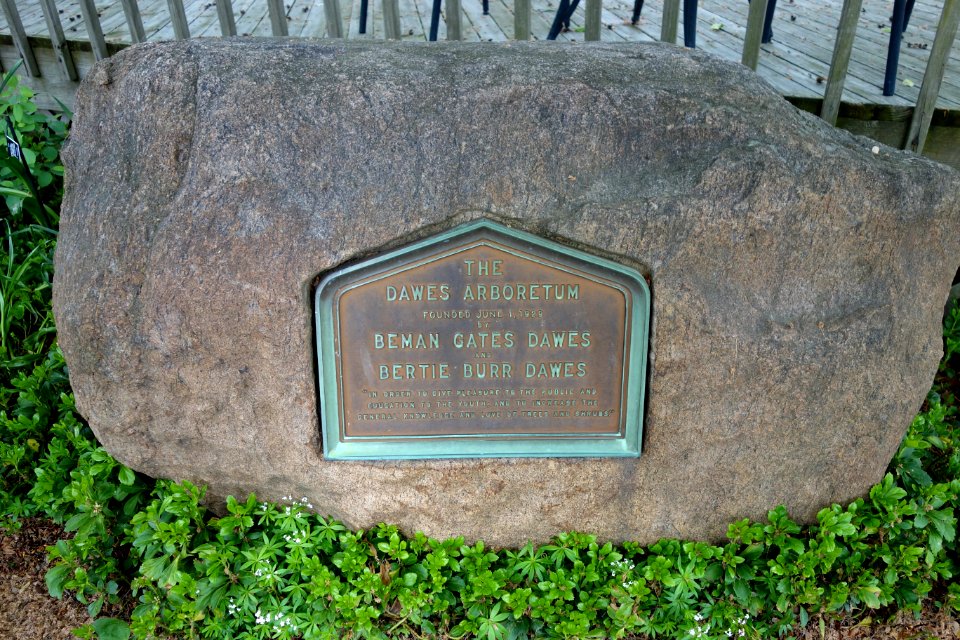 THE
DAWES ARBORETUM
FOUNDED JUNE 1, 1929
BY
BEMAN GATES DAWES
AND
BERTIE BURR DAWES
"IN ORDER TO GIVE PLEASURE TO THE PUBLIC AND
EDUCATION TO THE YOUTH–AND TO INCREASE THE
GENERAL KNOWLEDGE AND LOVE OF TREES AND SHRUBS"